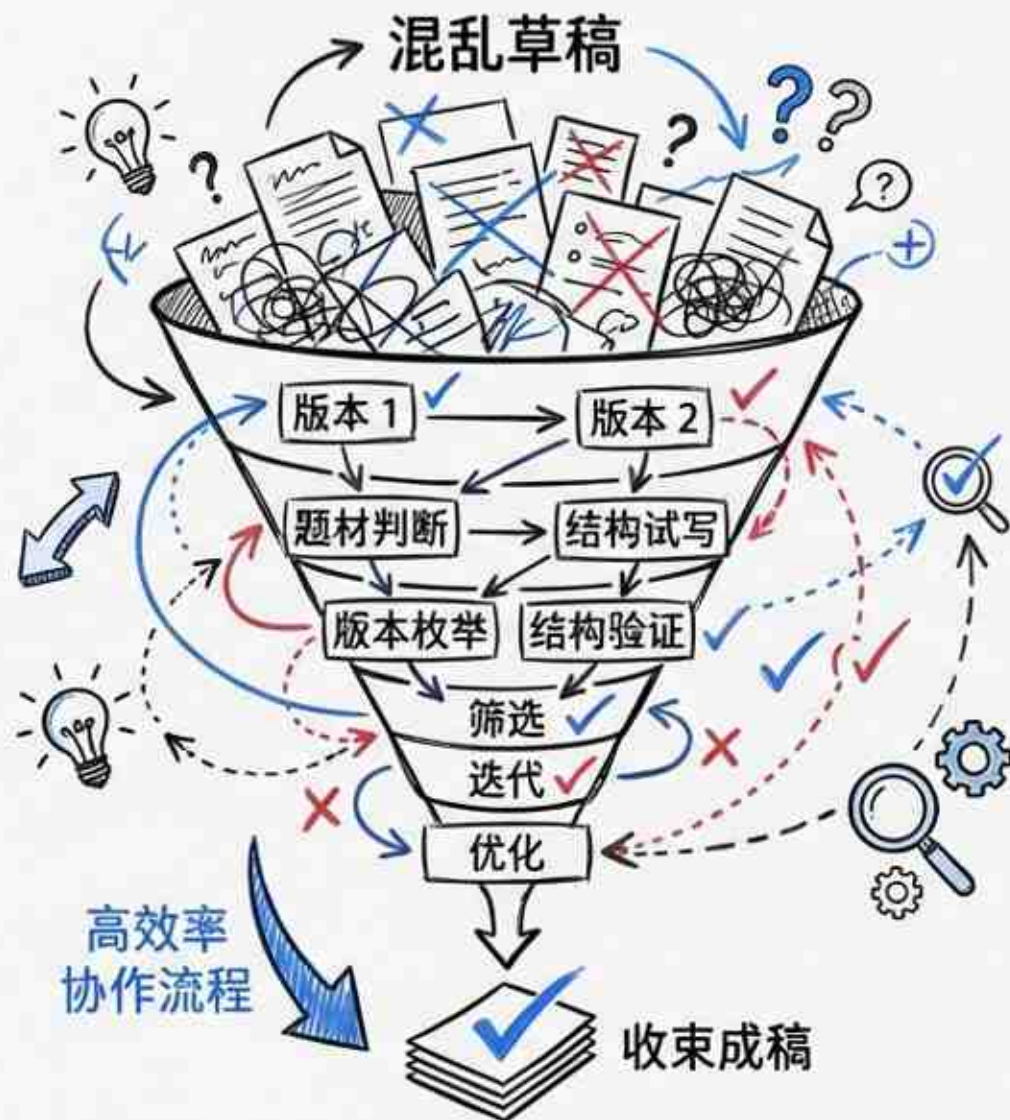 混乱草稿
版本 1
版本 2
题材判断
结构试写
版本枚举
结构验证
筛选
迭代
优化
高效率
协作流程
收束成稿